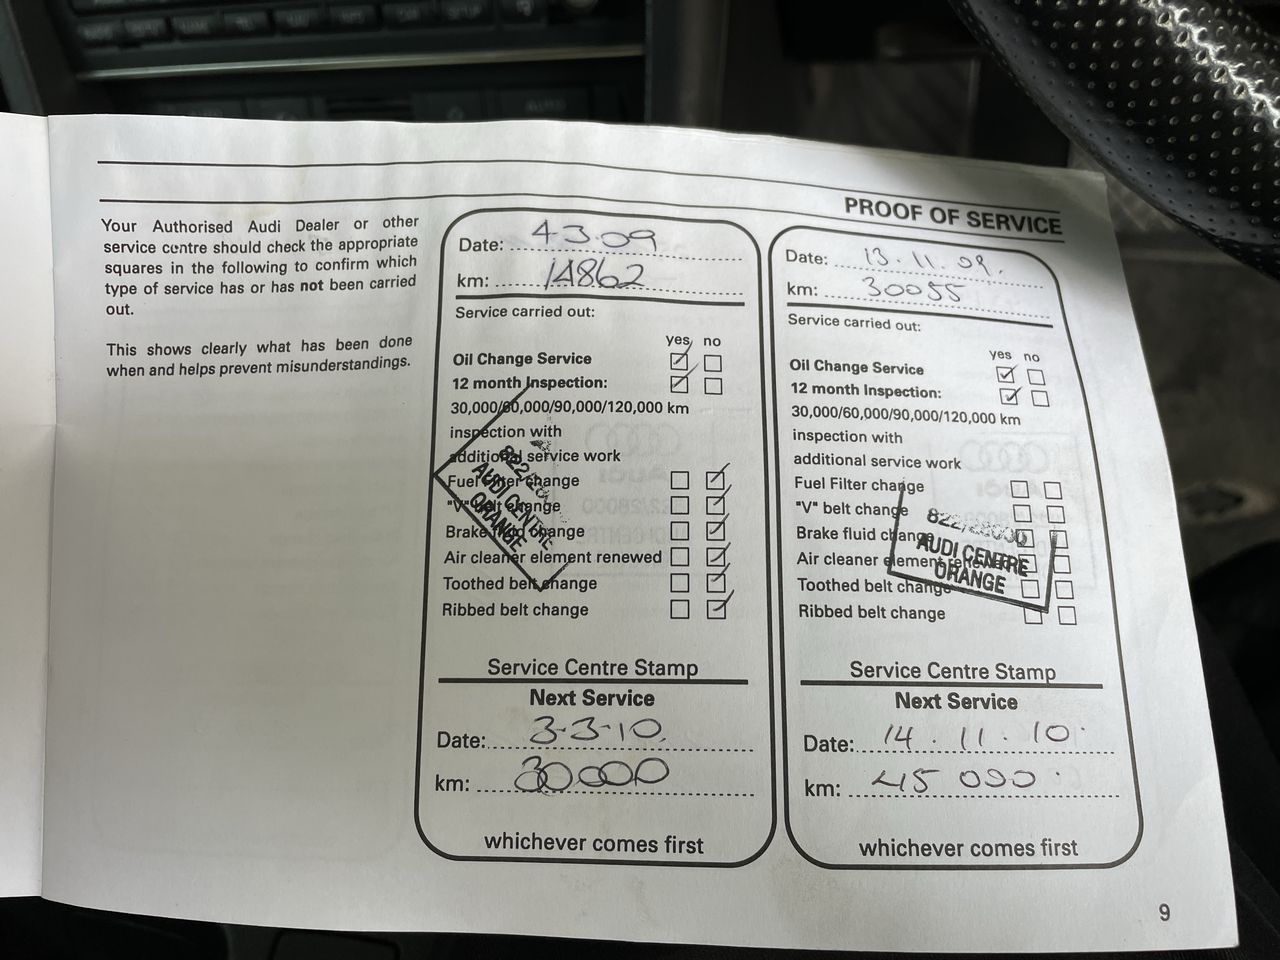 PROOF OF SERVICE
Your Authorised Audi Dealer or other
service centre should check the appropriate
squares in the following to confirm which
type of service has or has not been carried
out.
This shows clearly what has been done
when and helps prevent misunderstandings.
Date: 4.3.09
km: 14862
Service carried out:
yes no
Oil Change Service
12 month Inspection:
30,000/60,000/90,000/120,000 km
inspection with
additional service work
Fuel Filter change
"V" belt change
Brake fluid change
Air cleaner element renewed
Toothed belt change
Ribbed belt change
AUDI CENTRE
ORANGE
Service Centre Stamp
Next Service
Date: 3-3-10.
km: 30000
whichever comes first
Date: 13.11.09.
km: 30055
Service carried out:
yes no
Oil Change Service
12 month Inspection:
30,000/60,000/90,000/120,000 km
inspection with
additional service work
Fuel Filter change
"V" belt change
Brake fluid change
Air cleaner element renewed
Toothed belt change
Ribbed belt change
822/28000
AUDI CENTRE
ORANGE
Service Centre Stamp
Next Service
Date: 14.11.10.
km: 45 000.
whichever comes first
9